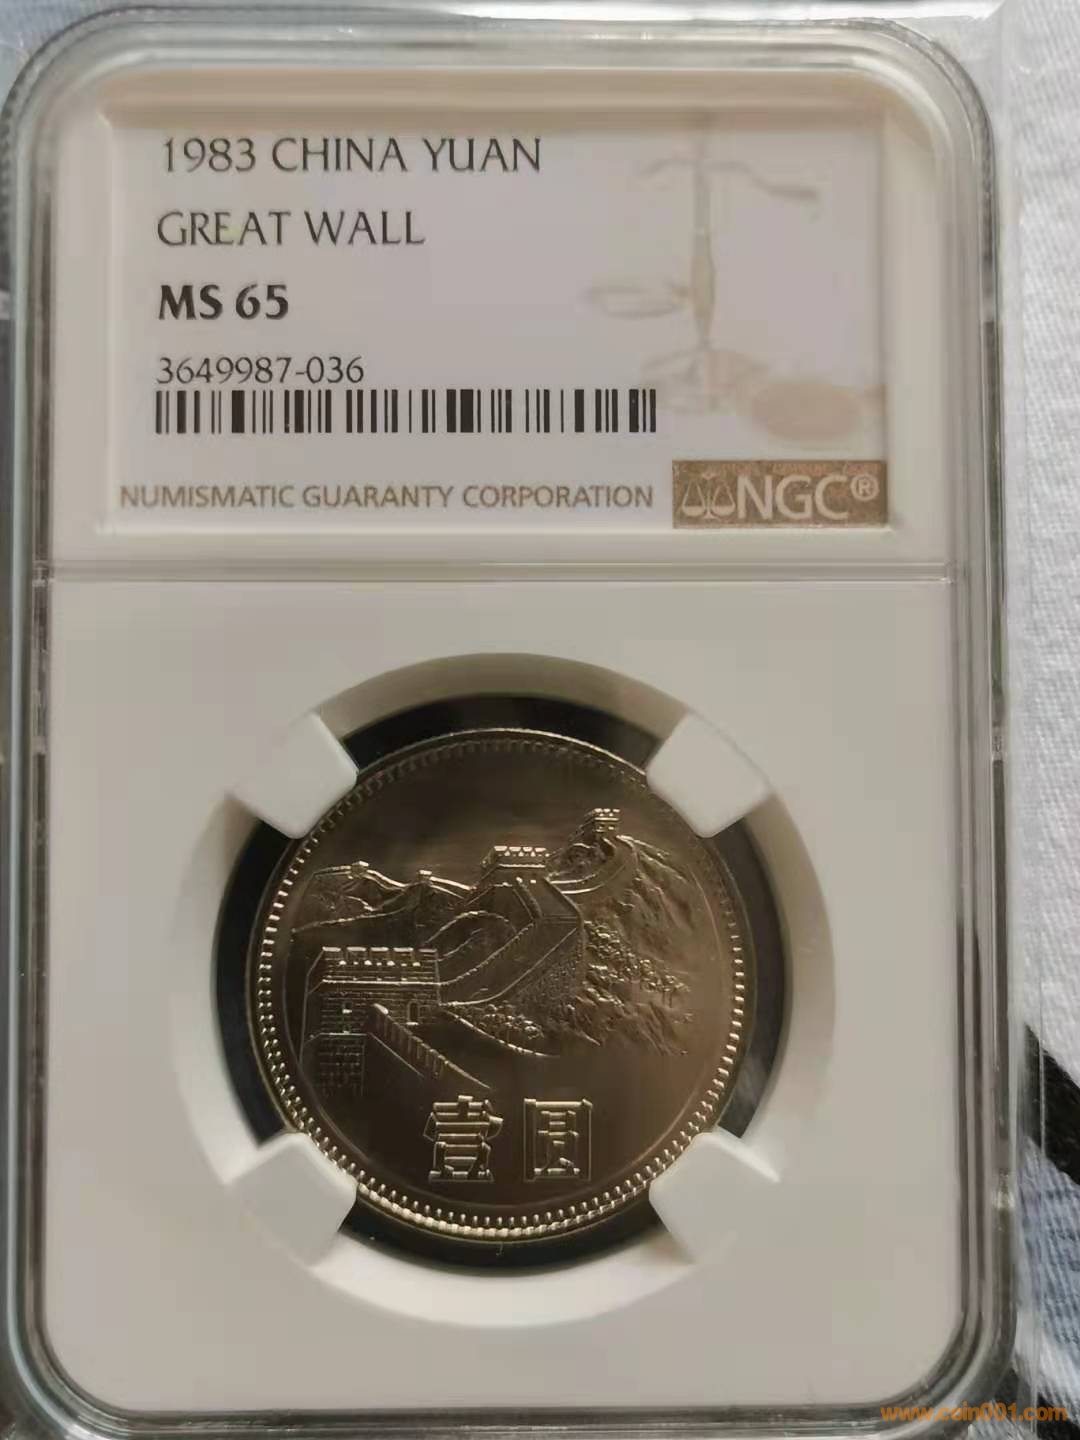 1983 CHINA YUAN
GREAT WALL
MS 65
3649987-036
NUMISMATIC GUARANTY CORPORATION
NGC®
壹圆
www.coin001.com